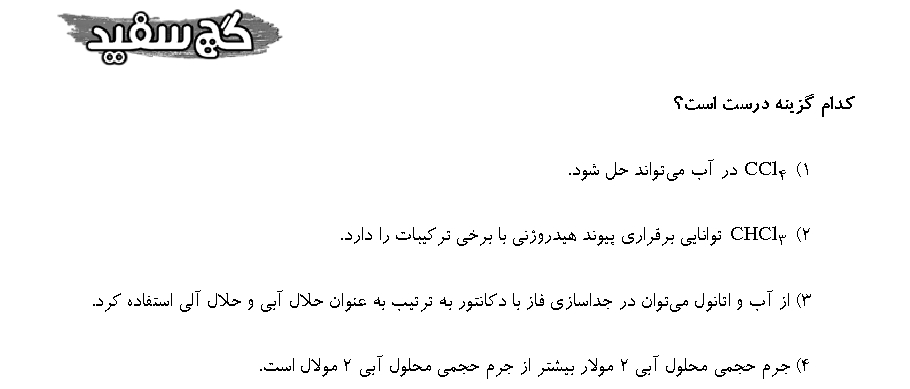 گچ سفید
کدام گزینه درست است؟
۱) CCl₄ در آب می‌تواند حل شود.
۲) CHCl₃ توانایی برقراری پیوند هیدروژنی با برخی ترکیبات را دارد.
۳) از آب و اتانول می‌توان در جداسازی فاز با دکانتور به ترتیب به عنوان حلال آبی و حلال آلی استفاده کرد.
۴) جرم حجمی محلول آبی ۲ مولار بیشتر از جرم حجمی محلول آبی ۲ مولال است.